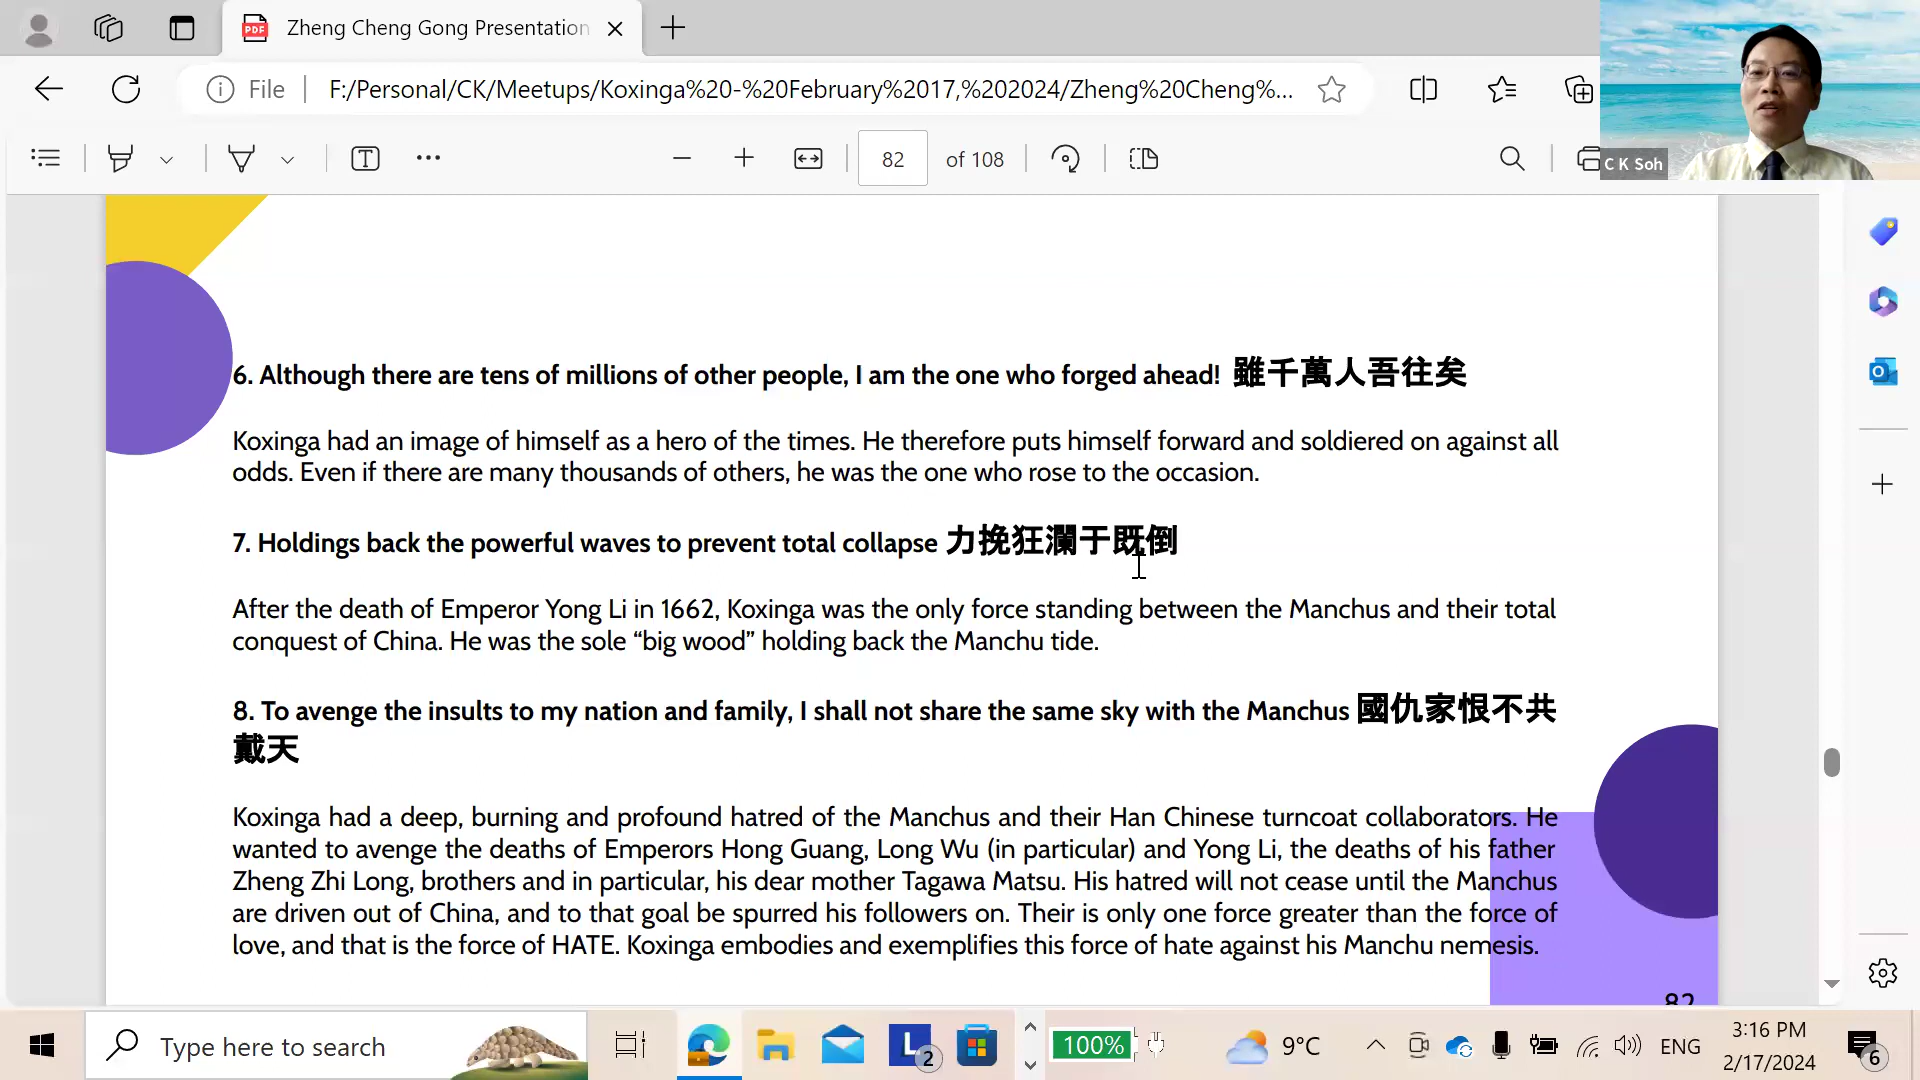 Zheng Cheng Gong Presentation
File
F:/Personal/CK/Meetups/Koxinga%20-%20February%2017,%202024/Zheng%20Cheng%...
82 of 108
C K Soh
6. Although there are tens of millions of other people, I am the one who forged ahead! 雖千萬人吾往矣
Koxinga had an image of himself as a hero of the times. He therefore puts himself forward and soldiered on against all
odds. Even if there are many thousands of others, he was the one who rose to the occasion.
7. Holdings back the powerful waves to prevent total collapse 力挽狂瀾于既倒
After the death of Emperor Yong Li in 1662, Koxinga was the only force standing between the Manchus and their total
conquest of China. He was the sole “big wood” holding back the Manchu tide.
8. To avenge the insults to my nation and family, I shall not share the same sky with the Manchus 國仇家恨不共
戴天
Koxinga had a deep, burning and profound hatred of the Manchus and their Han Chinese turncoat collaborators. He
wanted to avenge the deaths of Emperors Hong Guang, Long Wu (in particular) and Yong Li, the deaths of his father
Zheng Zhi Long, brothers and in particular, his dear mother Tagawa Matsu. His hatred will not cease until the Manchus
are driven out of China, and to that goal be spurred his followers on. Their is only one force greater than the force of
love, and that is the force of HATE. Koxinga embodies and exemplifies this force of hate against his Manchu nemesis.
82
Type here to search
L
2
100%
9°C
ENG
3:16 PM
2/17/2024
6